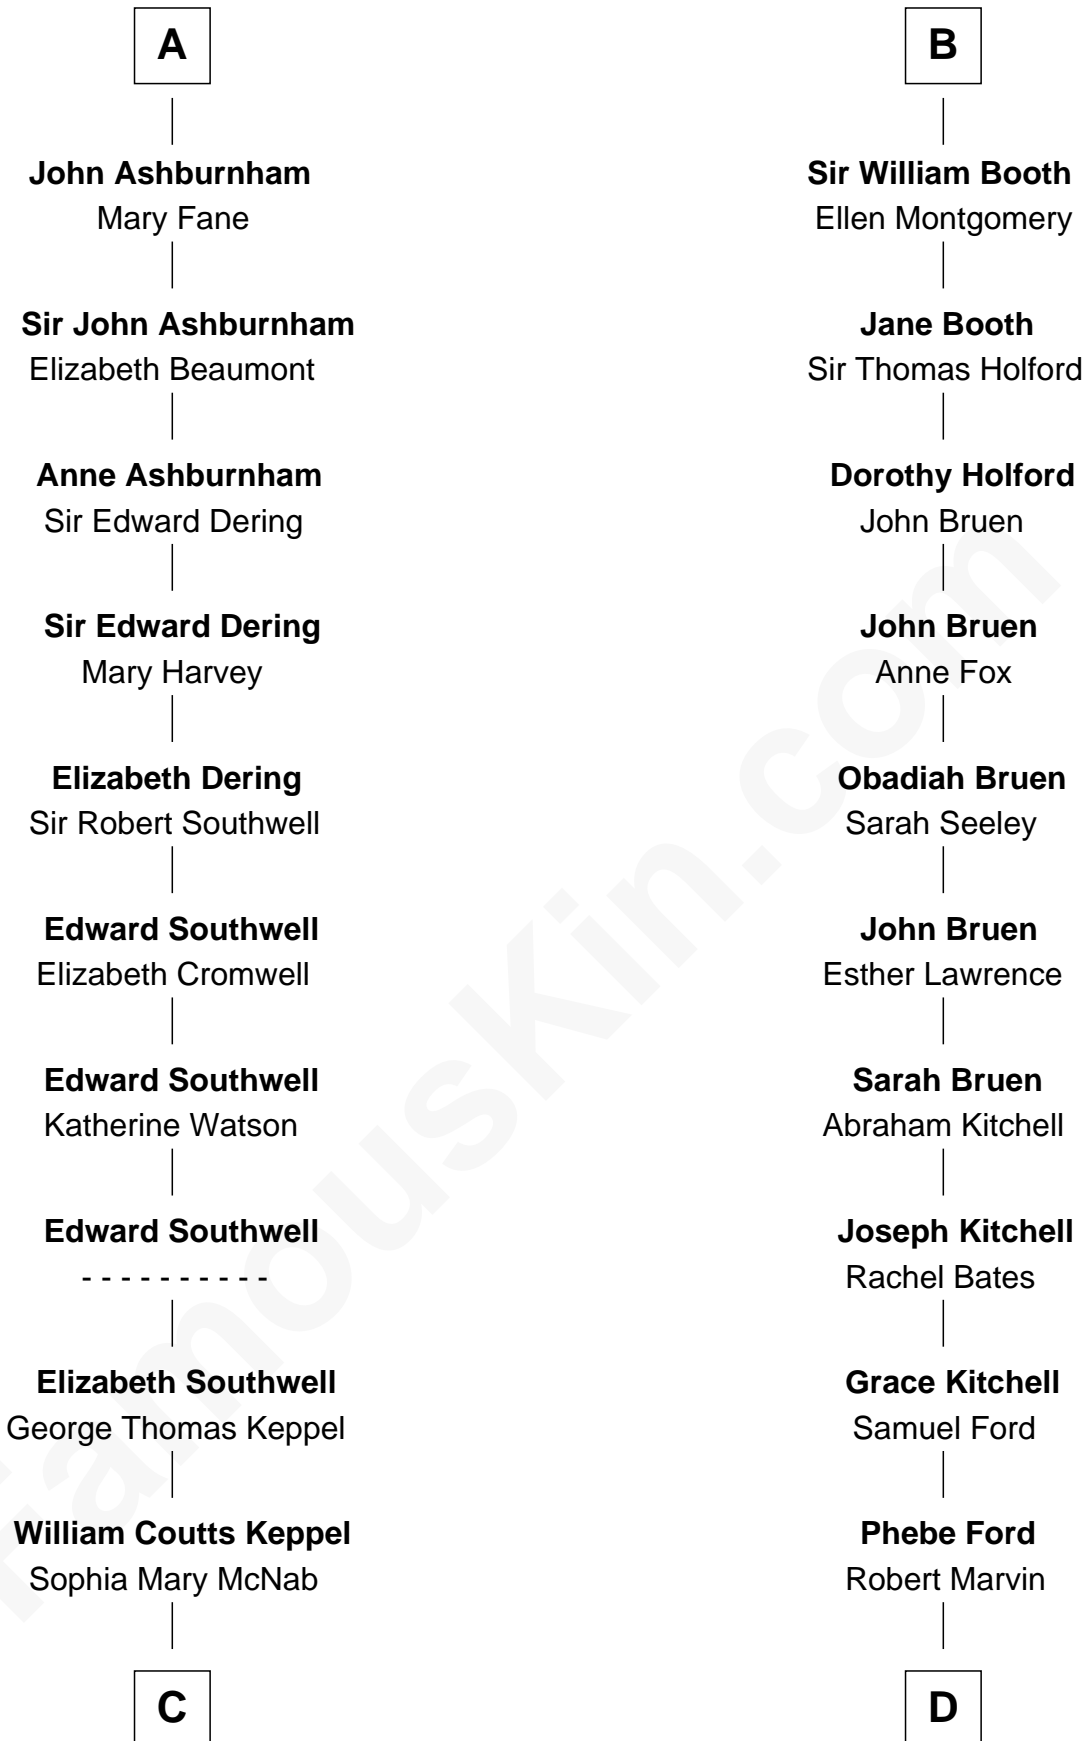 A
John Ashburnham
Mary Fane
Sir John Ashburnham
Elizabeth Beaumont
Anne Ashburnham
Sir Edward Dering
Sir Edward Dering
Mary Harvey
Elizabeth Dering
Sir Robert Southwell
Edward Southwell
Elizabeth Cromwell
Edward Southwell
Katherine Watson
Edward Southwell
- - - - - - - - - -
Elizabeth Southwell
George Thomas Keppel
William Coutts Keppel
Sophia Mary McNab
C
B
Sir William Booth
Ellen Montgomery
Jane Booth
Sir Thomas Holford
Dorothy Holford
John Bruen
John Bruen
Anne Fox
Obadiah Bruen
Sarah Seeley
John Bruen
Esther Lawrence
Sarah Bruen
Abraham Kitchell
Joseph Kitchell
Rachel Bates
Grace Kitchell
Samuel Ford
Phebe Ford
Robert Marvin
D
FamousKin.com